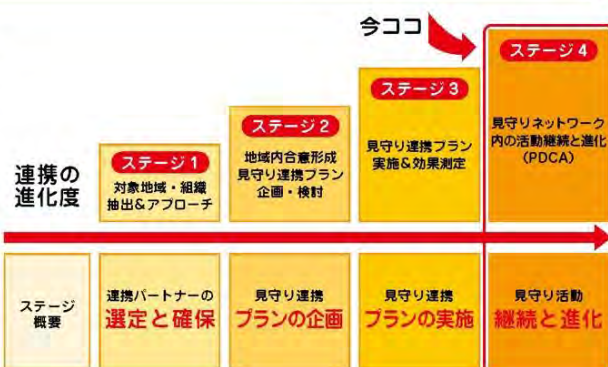 今ココ
連携の
進化度
ステージ1
対象地域・組織
抽出&アプローチ
ステージ2
地域内合意形成
見守り連携プラン
企画・検討
ステージ3
見守り連携プラン
実施&効果測定
ステージ4
見守りネットワーク
内の活動継続と進化
(PDCA)
ステージ
概要
連携パートナーの
選定と確保
見守り連携
プランの企画
見守り連携
プランの実施
見守り活動
継続と進化